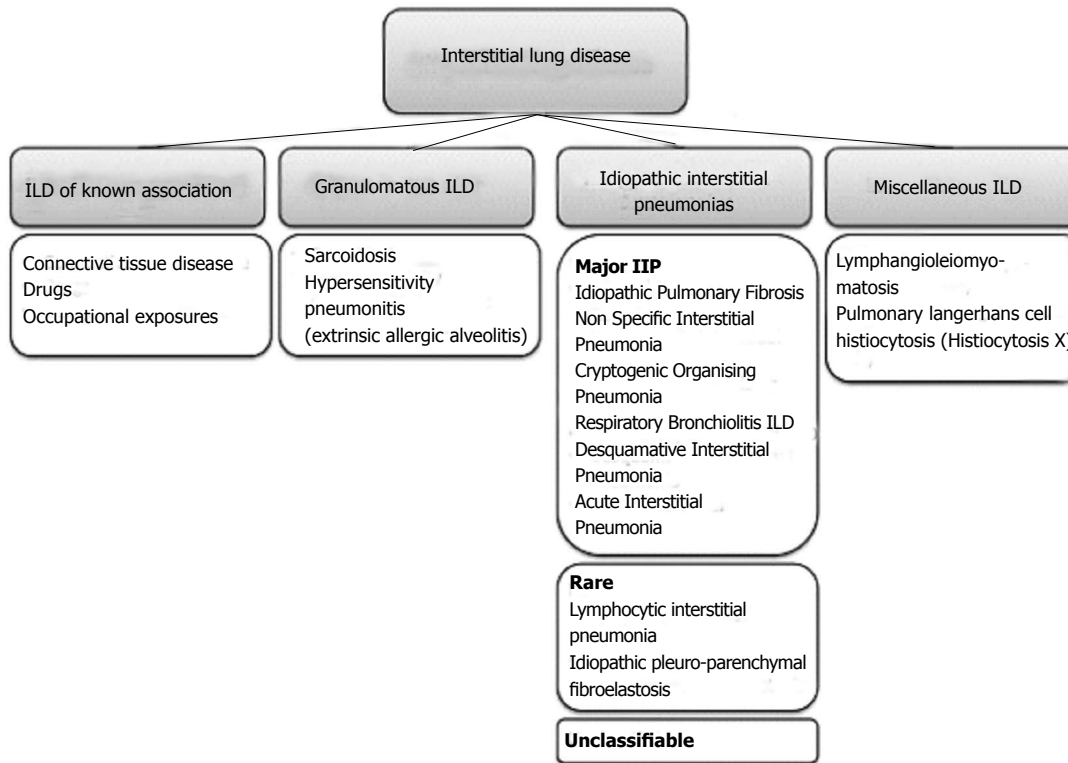 Interstitial lung disease
ILD of known association
Connective tissue disease
Drugs
Occupational exposures
Granulomatous ILD
Sarcoidosis
Hypersensitivity
pneumonitis
(extrinsic allergic alveolitis)
Idiopathic interstitial
pneumonias
Major IIP
Idiopathic Pulmonary Fibrosis
Non Specific Interstitial
Pneumonia
Cryptogenic Organising
Pneumonia
Respiratory Bronchiolitis ILD
Desquamative Interstitial
Pneumonia
Acute Interstitial
Pneumonia
Rare
Lymphocytic interstitial
pneumonia
Idiopathic pleuro-parenchymal
fibroelastosis
Unclassifiable
Miscellaneous ILD
Lymphangioleiomyo-
matosis
Pulmonary langerhans cell
histiocytosis (Histiocytosis X)